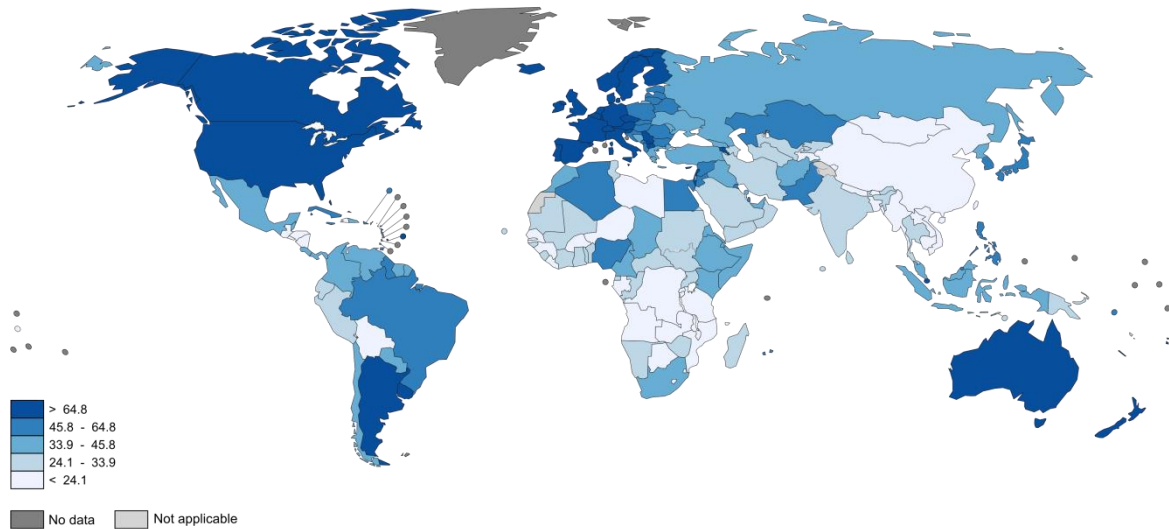 > 64.8
45.8 - 64.8
33.9 - 45.8
24.1 - 33.9
< 24.1
No data
Not applicable